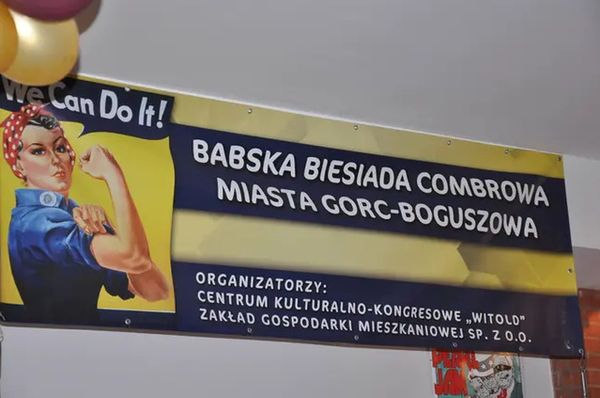 We Can Do It!
BABSKA BIESIADA COMBROWA
MIASTA GORC-BOGUSZOWA
ORGANIZATORZY:
CENTRUM KULTURALNO-KONGRESOWE „WITOLD”
ZAKŁAD GOSPODARKI MIESZKANIOWEJ SP. Z O.O.
JAM